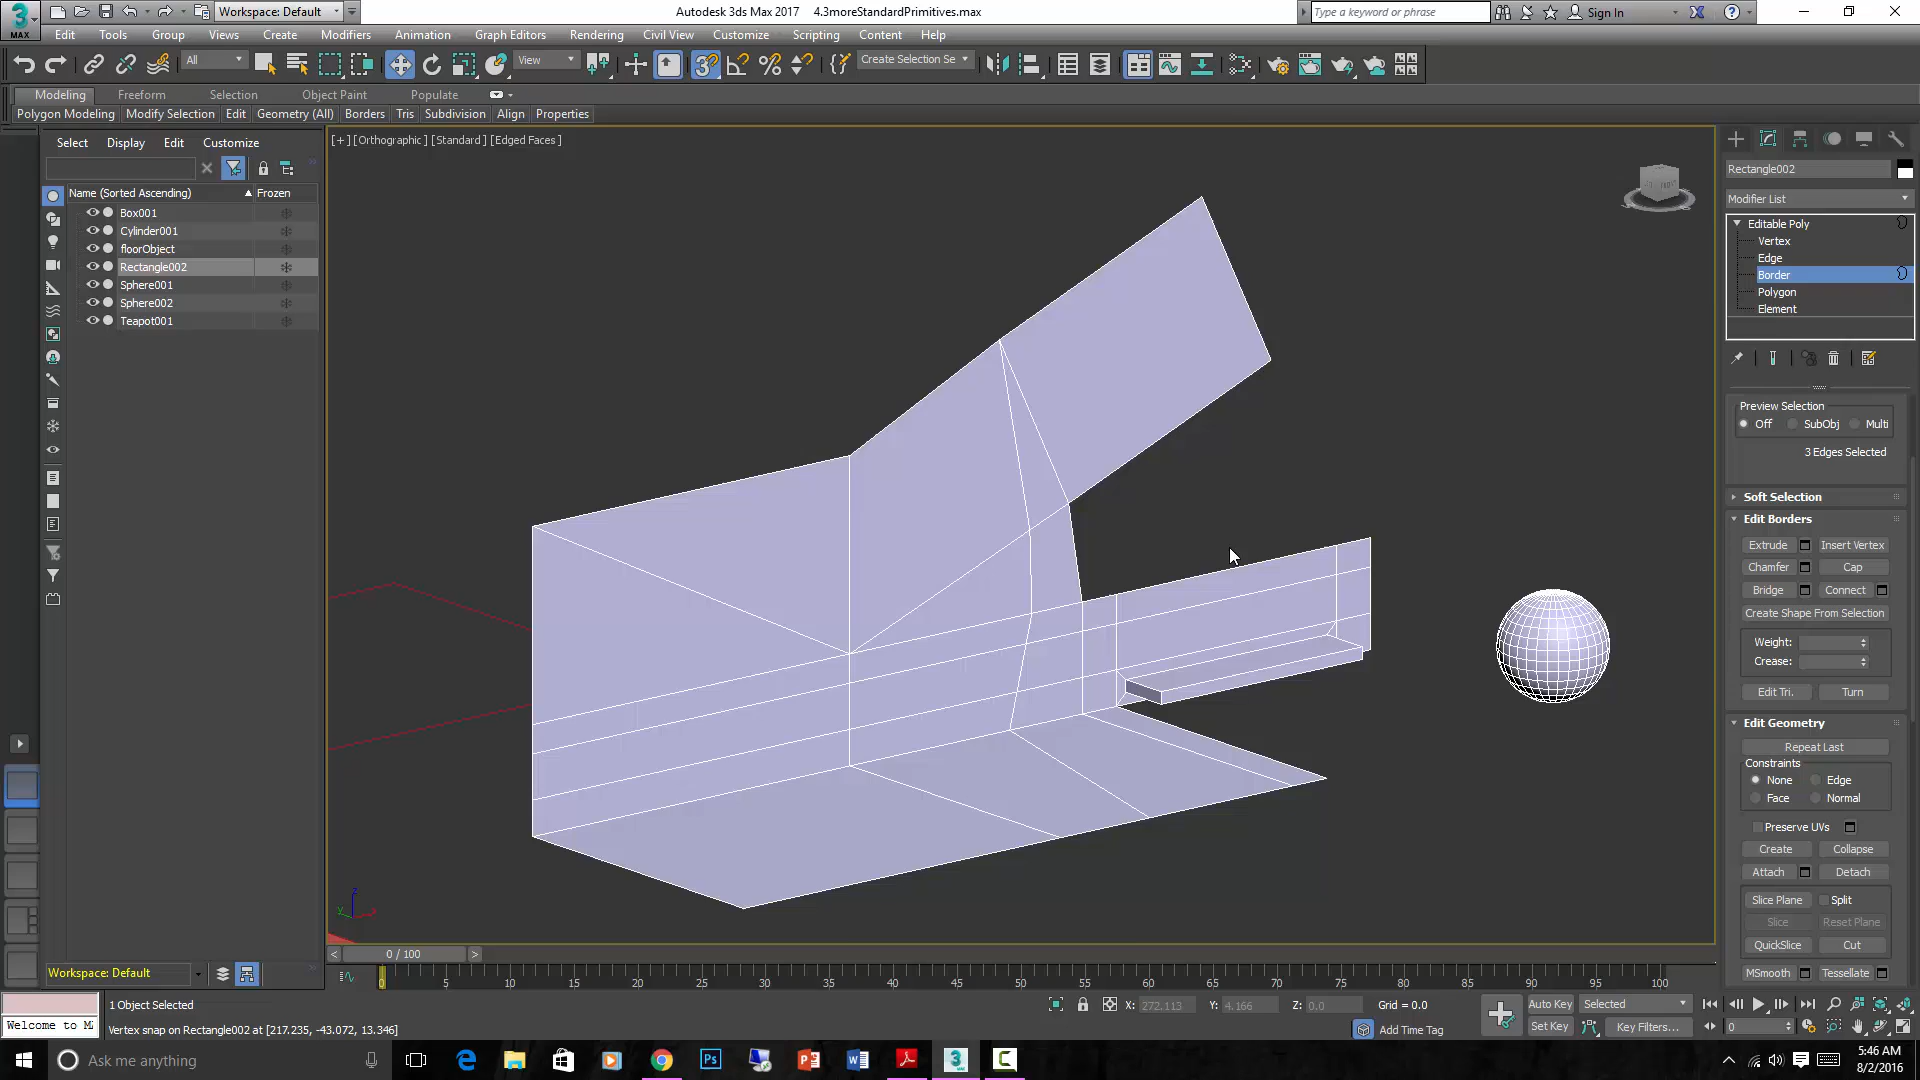 Workspace: Default
Autodesk 3ds Max 2017    4.3moreStandardPrimitives.max
Type a keyword or phrase
Sign In
MAX
Edit Tools Group Views Create Modifiers Animation Graph Editors Rendering Civil View Customize Scripting Content Help
All
View
Create Selection Se
Modeling Freeform Selection Object Paint Populate
Polygon Modeling Modify Selection Edit Geometry (All) Borders Tris Subdivision Align Properties
Select Display Edit Customize
[+] [Orthographic] [Standard] [Edged Faces]
Name (Sorted Ascending) Frozen
Box001
Cylinder001
floorObject
Rectangle002
Sphere001
Sphere002
Teapot001
Rectangle002
Modifier List
Editable Poly
Vertex
Edge
Border
Polygon
Element
Preview Selection
Off SubObj Multi
3 Edges Selected
Soft Selection
Edit Borders
Extrude Insert Vertex
Chamfer Cap
Bridge Connect
Create Shape From Selection
Weight:
Crease:
Edit Tri. Turn
Edit Geometry
Repeat Last
Constraints
None Edge
Face Normal
Preserve UVs
Create Collapse
Attach Detach
Slice Plane Split
Slice Reset Plane
QuickSlice Cut
MSmooth Tessellate
z
y
x
< 0 / 100 >
Workspace: Default
0 5 10 15 20 25 30 35 40 45 50 55 60 65 70 75 80 85 90 95 100
1 Object Selected
X: 272.113 Y: 4.166 Z: 0.0 Grid = 0.0
Auto Key Selected
Welcome to M
Vertex snap on Rectangle002 at [217.235, -43.072, 13.346]
Add Time Tag
Set Key Key Filters...
0
Ask me anything
5:46 AM
8/2/2016